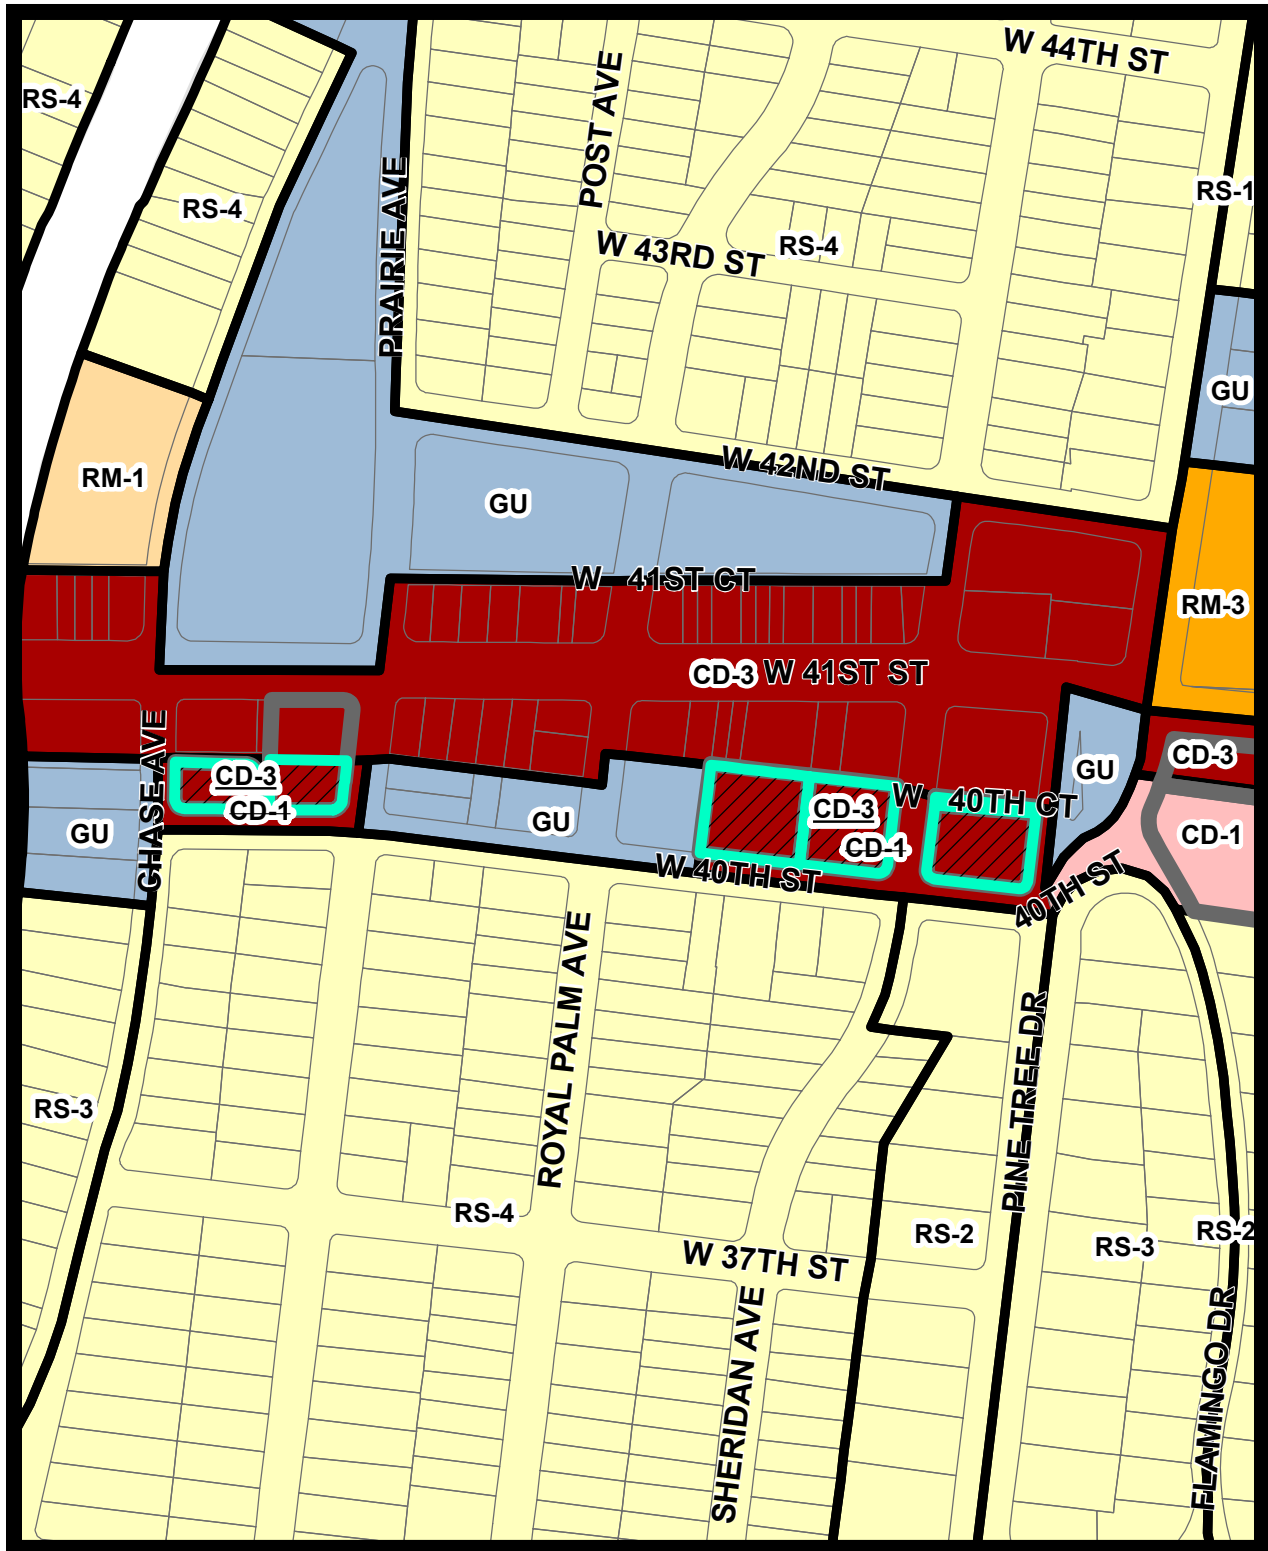 W 44TH ST
RS-4
POST AVE
PRAIRIE AVE
RS-1
RS-4
W 43RD ST
RS-4
GU
W 42ND ST
RM-1
GU
W 41ST CT
RM-3
CD-3
W 41ST ST
CHASE AVE
CD-3
GU
CD-3
CD-1
W 40TH CT
CD-3
CD-1
GU
GU
CD-1
CD-1
W 40TH ST
40TH ST
ROYAL PALM AVE
PINE TREE DR
RS-3
RS-4
RS-2
RS-3
RS-2
W 37TH ST
SHERIDAN AVE
FLAMINGO DR